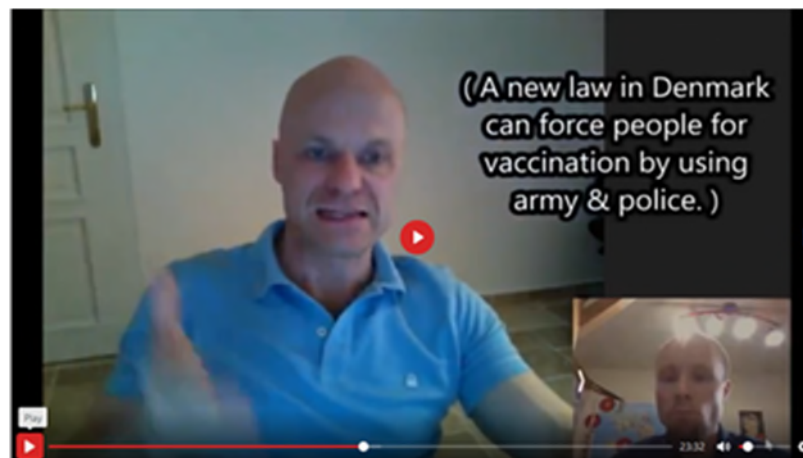 ( A new law in Denmark
can force people for
vaccination by using
army & police. )
Play
23:32